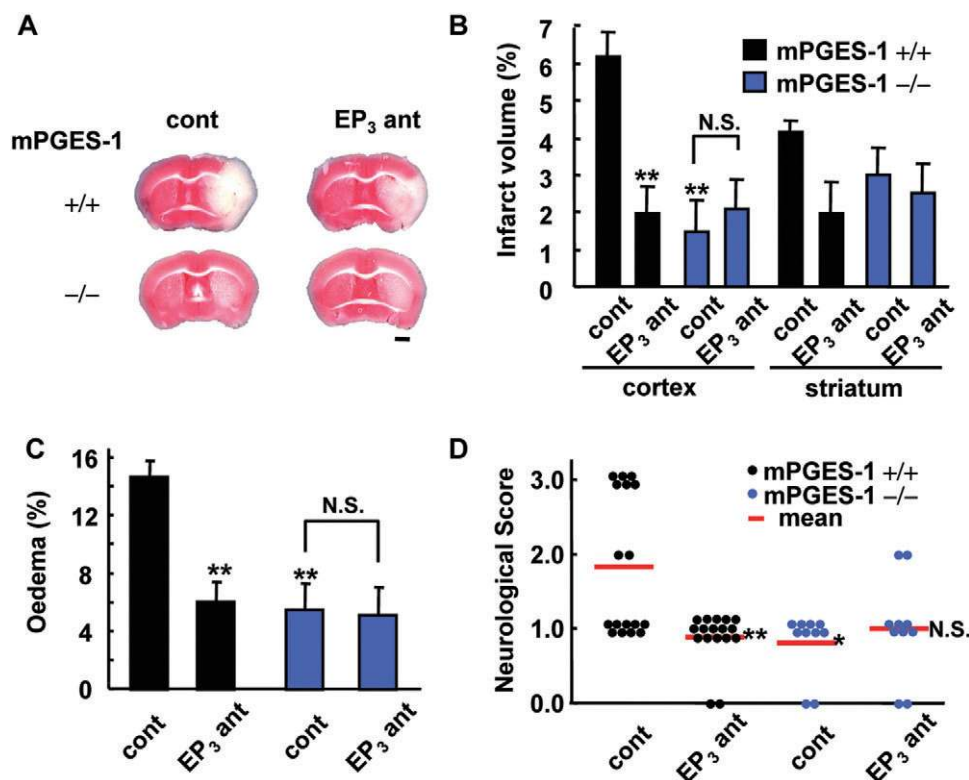 A
mPGES-1
cont
EP3 ant
+/+
–/–
B
Infarct volume (%)
7
6
5
4
3
2
1
0
mPGES-1 +/+
mPGES-1 –/–
N.S.
**
**
cont
EP3 ant
cont
EP3 ant
cont
EP3 ant
cont
EP3 ant
cortex
striatum
C
Oedema (%)
16
12
8
4
0
N.S.
**
**
cont
EP3 ant
cont
EP3 ant
D
Neurological Score
3.0
2.0
1.0
0.0
mPGES-1 +/+
mPGES-1 –/–
mean
**
*
N.S.
cont
EP3 ant
cont
EP3 ant